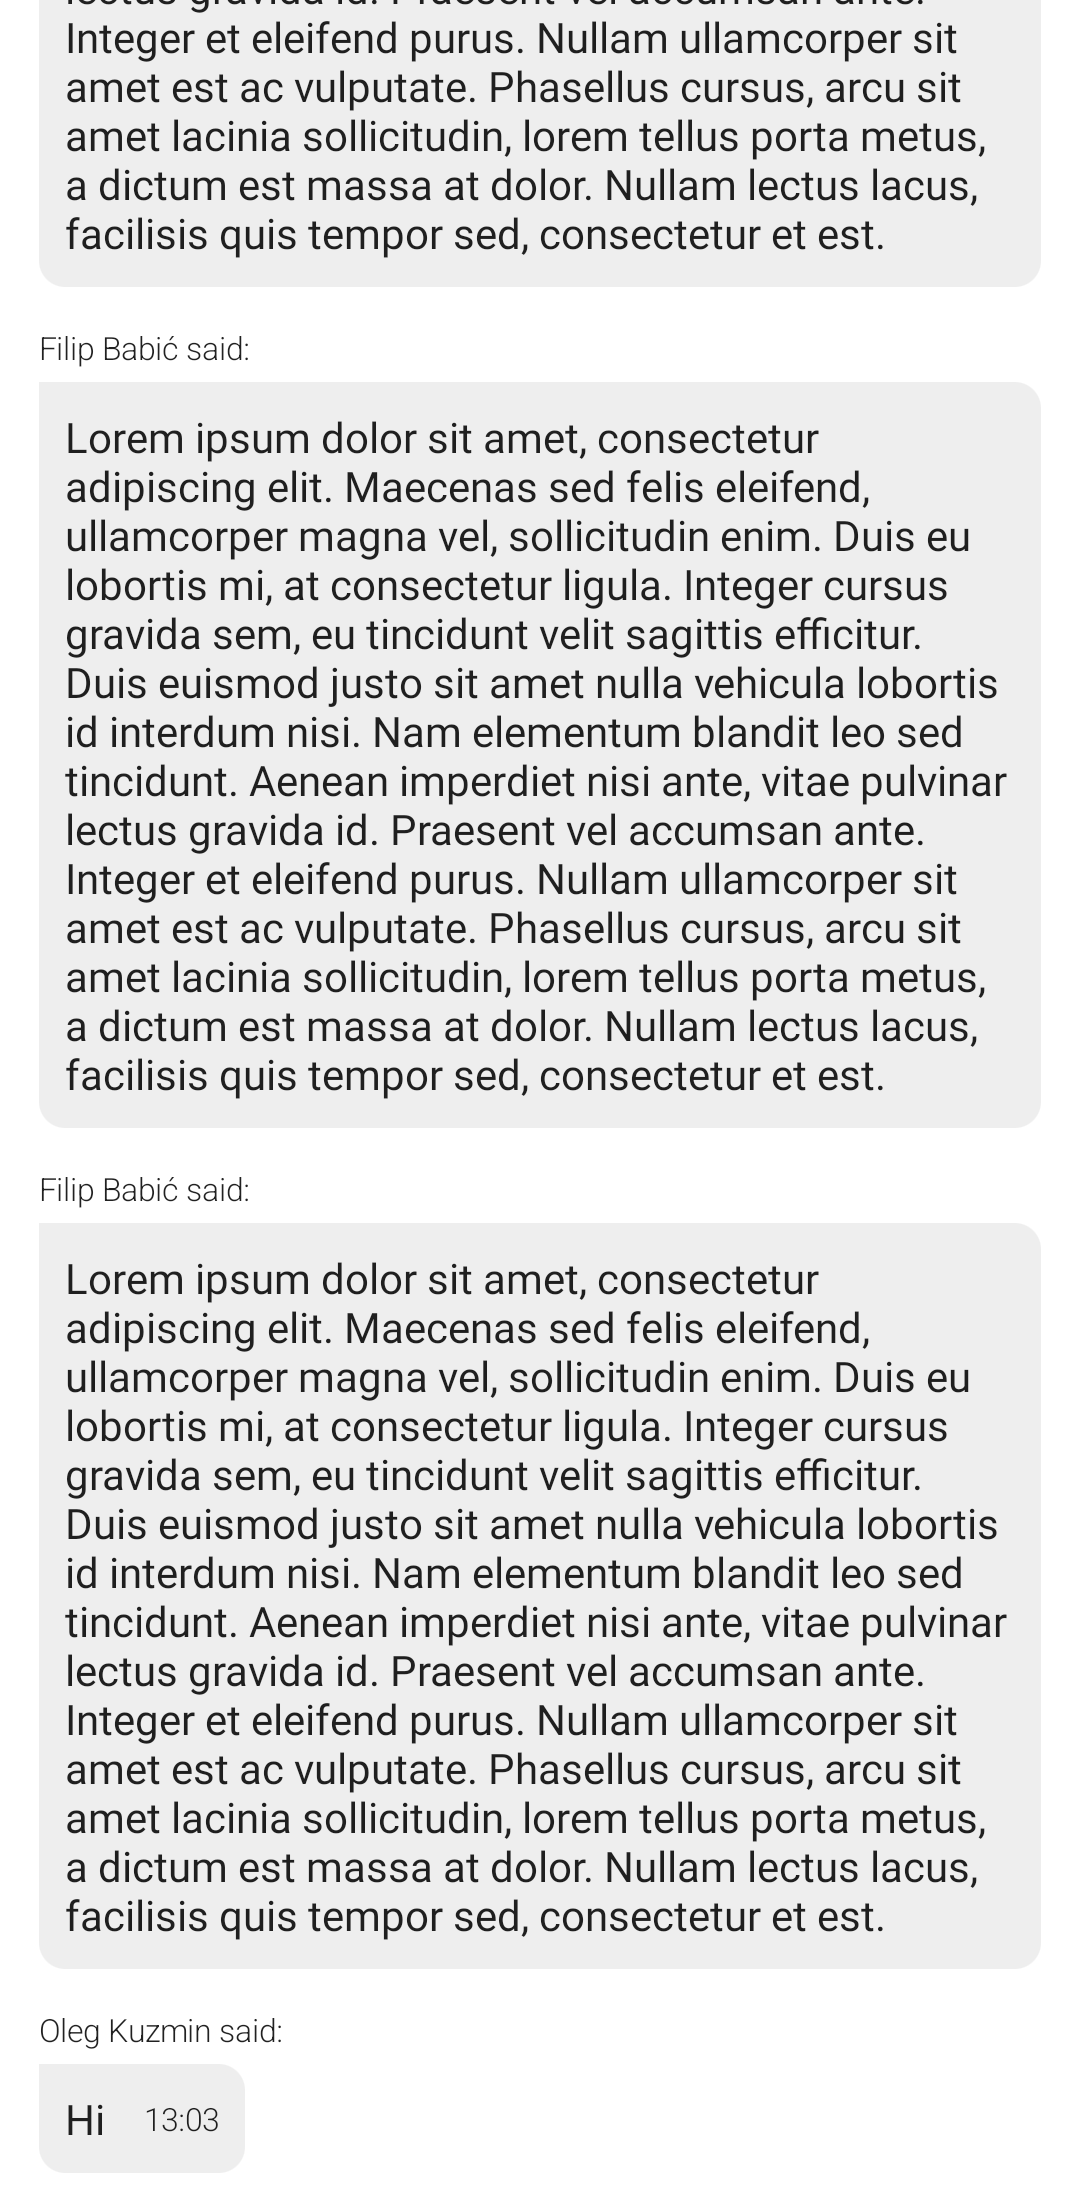 lectus gravida id. Praesent vel accumsan ante.
Integer et eleifend purus. Nullam ullamcorper sit
amet est ac vulputate. Phasellus cursus, arcu sit
amet lacinia sollicitudin, lorem tellus porta metus,
a dictum est massa at dolor. Nullam lectus lacus,
facilisis quis tempor sed, consectetur et est.
Filip Babić said:
Lorem ipsum dolor sit amet, consectetur
adipiscing elit. Maecenas sed felis eleifend,
ullamcorper magna vel, sollicitudin enim. Duis eu
lobortis mi, at consectetur ligula. Integer cursus
gravida sem, eu tincidunt velit sagittis efficitur.
Duis euismod justo sit amet nulla vehicula lobortis
id interdum nisi. Nam elementum blandit leo sed
tincidunt. Aenean imperdiet nisi ante, vitae pulvinar
lectus gravida id. Praesent vel accumsan ante.
Integer et eleifend purus. Nullam ullamcorper sit
amet est ac vulputate. Phasellus cursus, arcu sit
amet lacinia sollicitudin, lorem tellus porta metus,
a dictum est massa at dolor. Nullam lectus lacus,
facilisis quis tempor sed, consectetur et est.
Filip Babić said:
Lorem ipsum dolor sit amet, consectetur
adipiscing elit. Maecenas sed felis eleifend,
ullamcorper magna vel, sollicitudin enim. Duis eu
lobortis mi, at consectetur ligula. Integer cursus
gravida sem, eu tincidunt velit sagittis efficitur.
Duis euismod justo sit amet nulla vehicula lobortis
id interdum nisi. Nam elementum blandit leo sed
tincidunt. Aenean imperdiet nisi ante, vitae pulvinar
lectus gravida id. Praesent vel accumsan ante.
Integer et eleifend purus. Nullam ullamcorper sit
amet est ac vulputate. Phasellus cursus, arcu sit
amet lacinia sollicitudin, lorem tellus porta metus,
a dictum est massa at dolor. Nullam lectus lacus,
facilisis quis tempor sed, consectetur et est.
Oleg Kuzmin said:
Hi 13:03